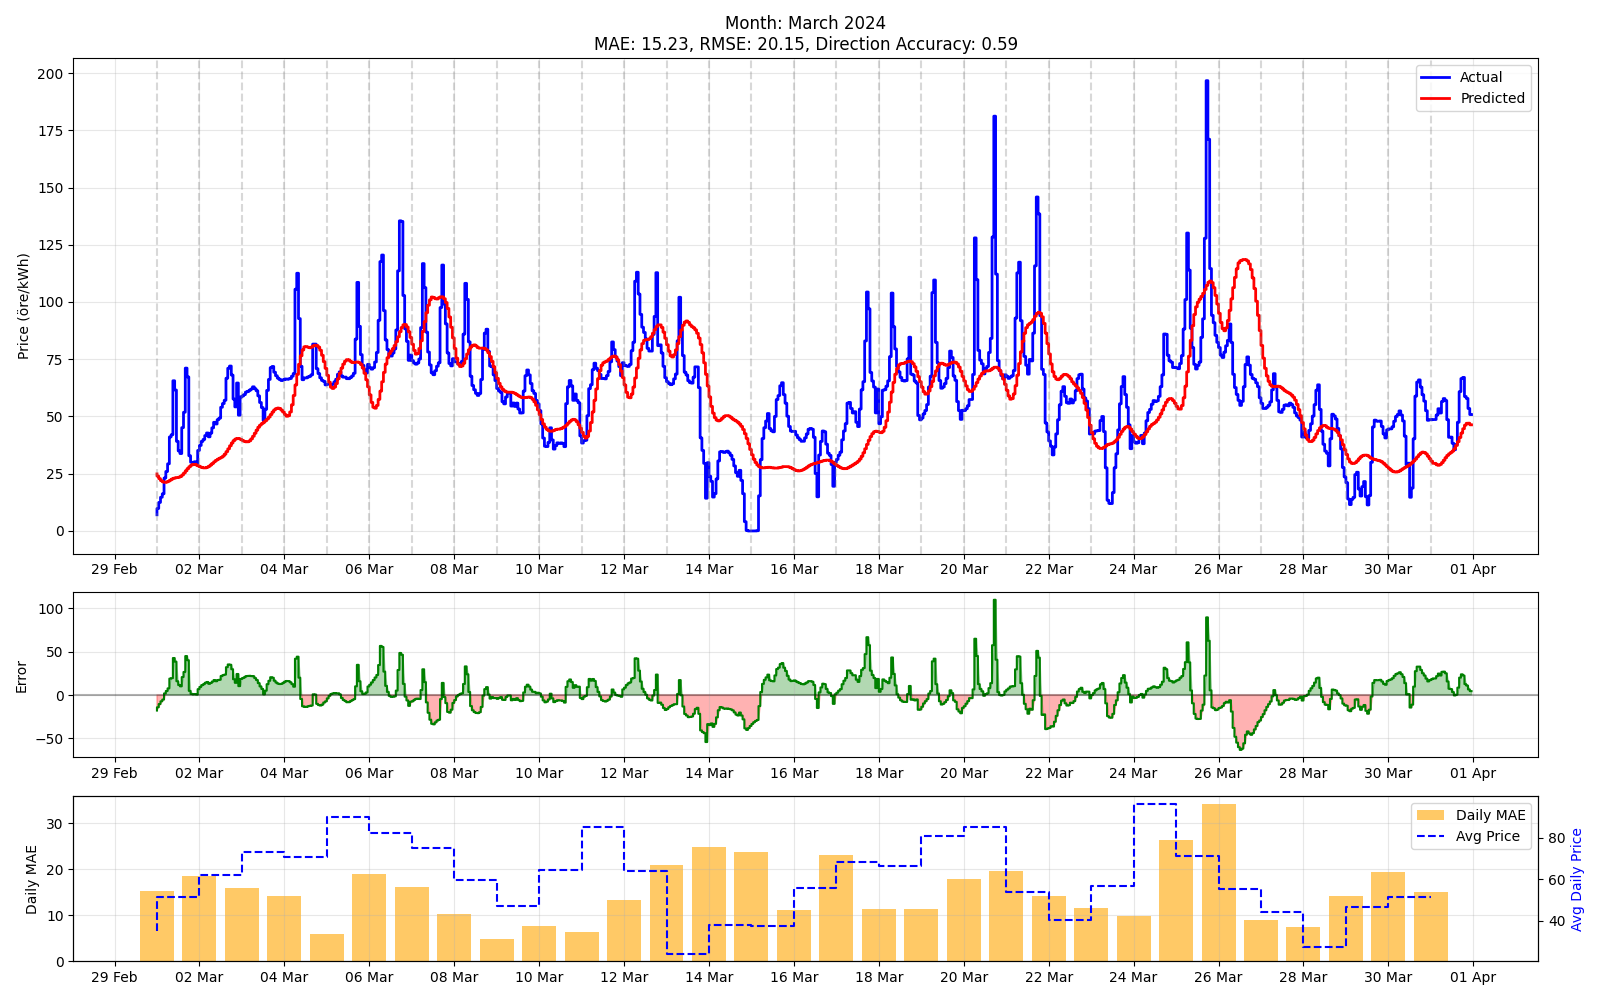 Month: March 2024
MAE: 15.23, RMSE: 20.15, Direction Accuracy: 0.59
Price (öre/kWh)
200
175
150
125
100
75
50
25
0
Actual
Predicted
29 Feb 02 Mar 04 Mar 06 Mar 08 Mar 10 Mar 12 Mar 14 Mar 16 Mar 18 Mar 20 Mar 22 Mar 24 Mar 26 Mar 28 Mar 30 Mar 01 Apr
Error
100
50
0
−50
29 Feb 02 Mar 04 Mar 06 Mar 08 Mar 10 Mar 12 Mar 14 Mar 16 Mar 18 Mar 20 Mar 22 Mar 24 Mar 26 Mar 28 Mar 30 Mar 01 Apr
Daily MAE
30
20
10
0
Daily MAE
Avg Price
80
60
40
Avg Daily Price
29 Feb 02 Mar 04 Mar 06 Mar 08 Mar 10 Mar 12 Mar 14 Mar 16 Mar 18 Mar 20 Mar 22 Mar 24 Mar 26 Mar 28 Mar 30 Mar 01 Apr